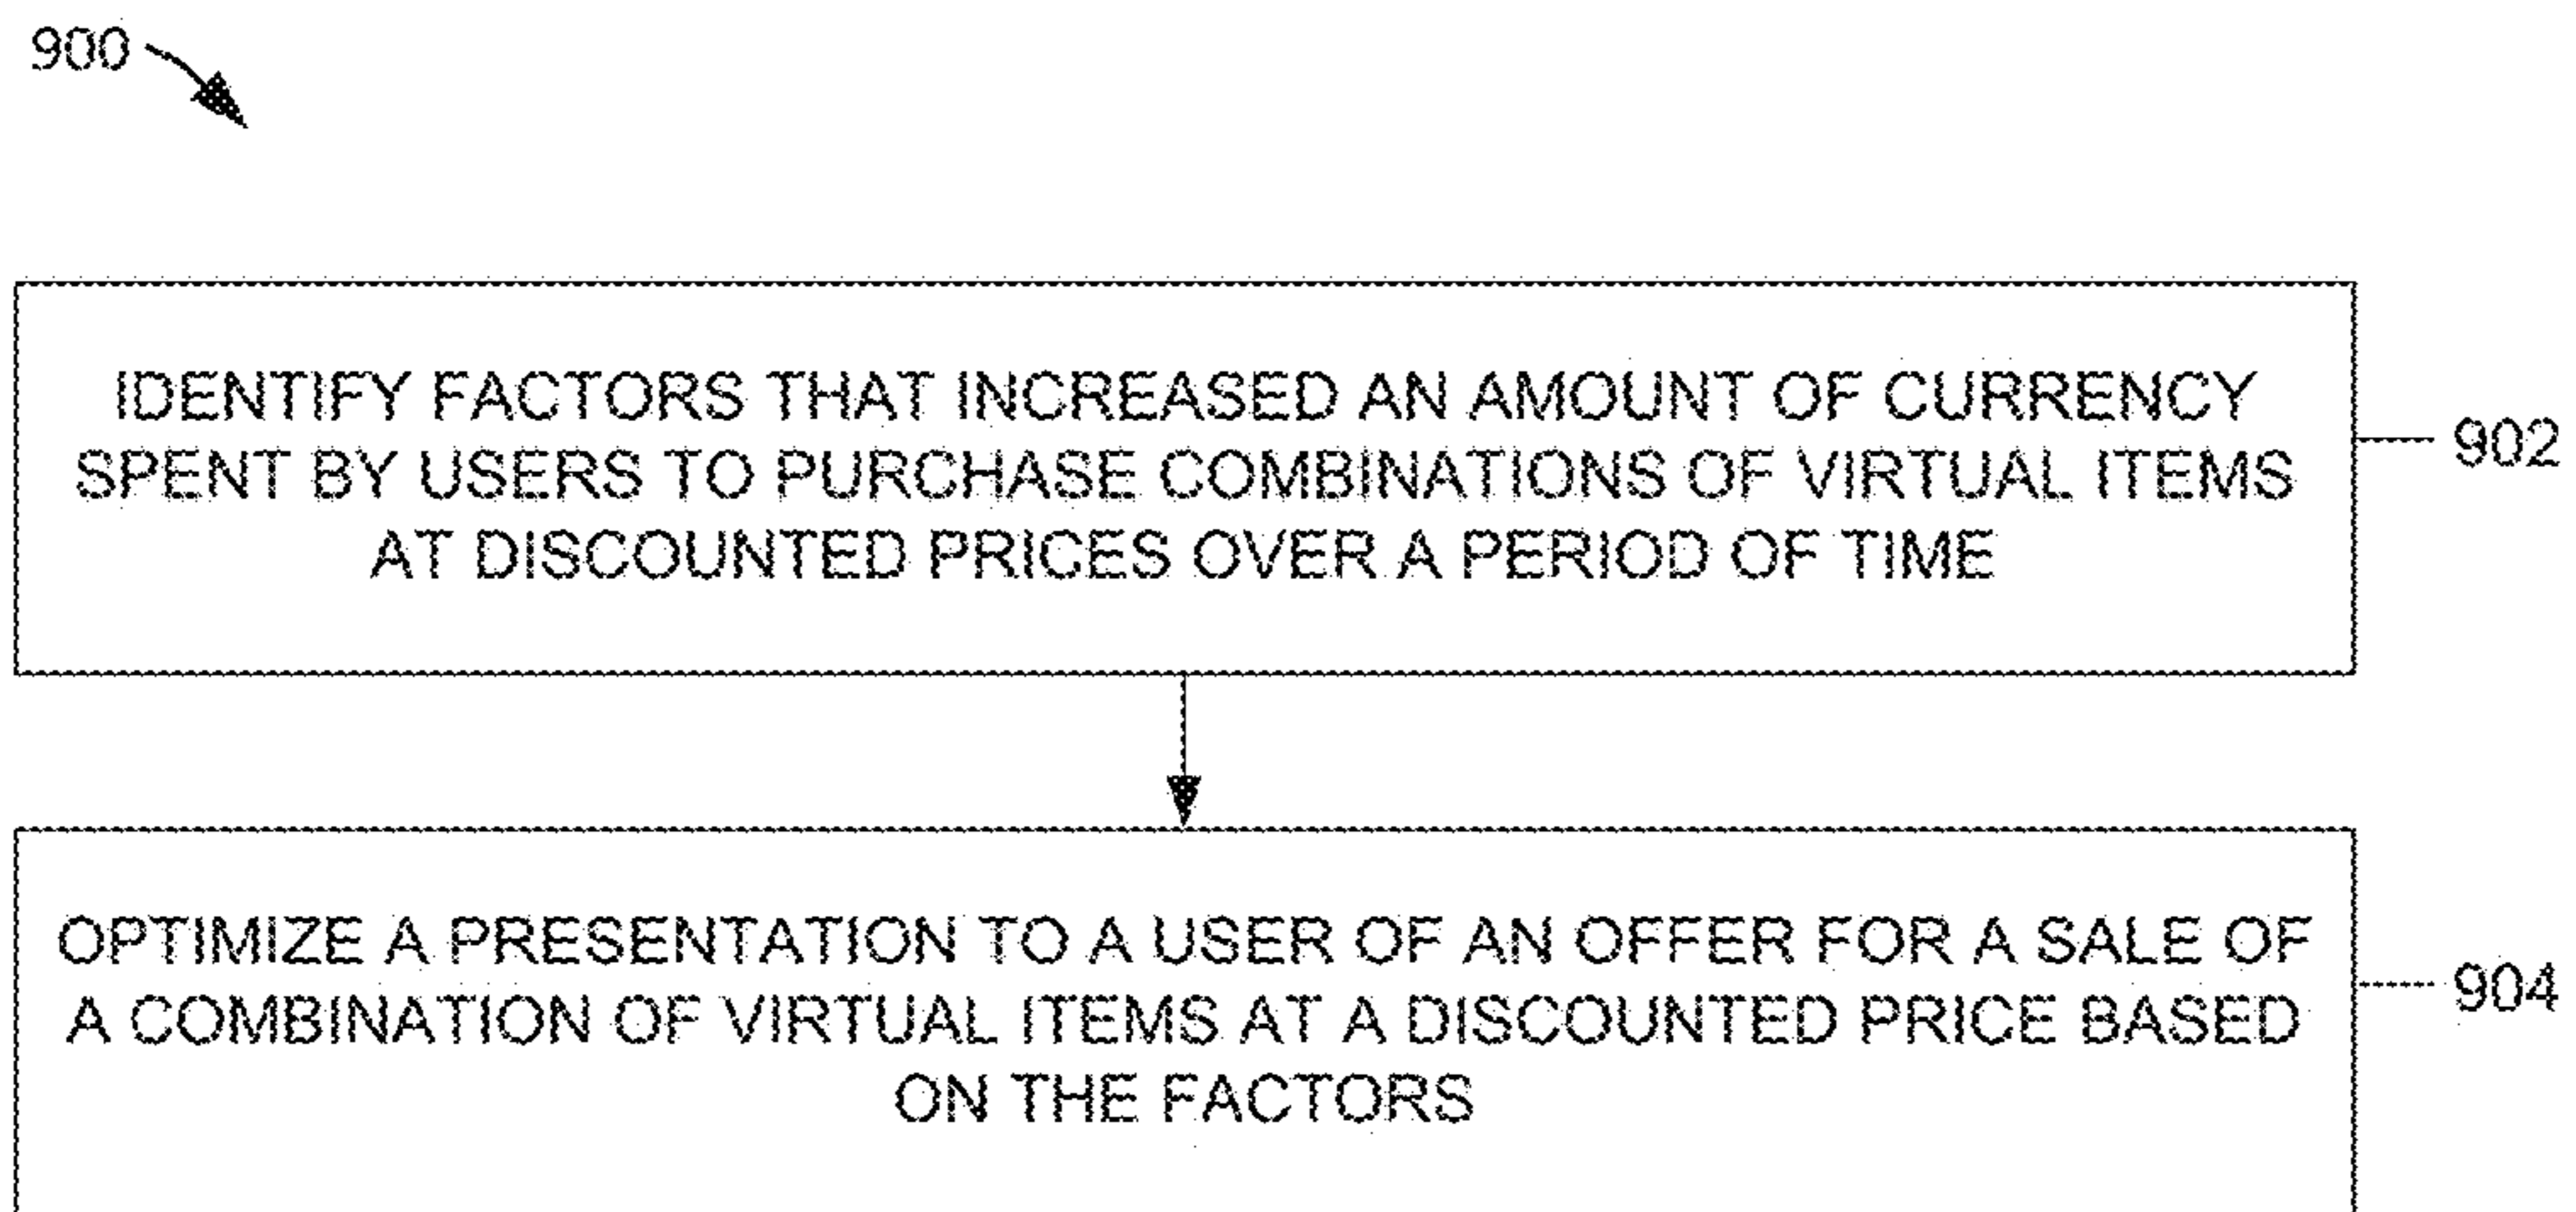 900
IDENTIFY FACTORS THAT INCREASED AN AMOUNT OF CURRENCY
SPENT BY USERS TO PURCHASE COMBINATIONS OF VIRTUAL ITEMS
AT DISCOUNTED PRICES OVER A PERIOD OF TIME
902
OPTIMIZE A PRESENTATION TO A USER OF AN OFFER FOR A SALE OF
A COMBINATION OF VIRTUAL ITEMS AT A DISCOUNTED PRICE BASED
ON THE FACTORS
904